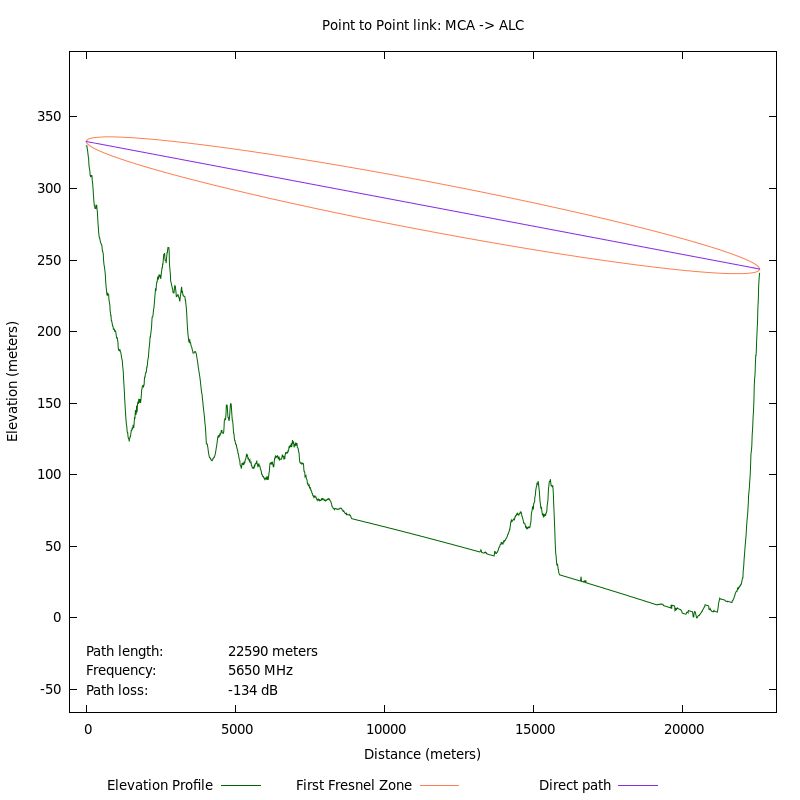 Point to Point link: MCA -> ALC
350
300
250
200
150
100
50
0
-50
Elevation (meters)
Path length: 22590 meters
Frequency: 5650 MHz
Path loss: -134 dB
0 5000 10000 15000 20000
Distance (meters)
Elevation Profile First Fresnel Zone Direct path